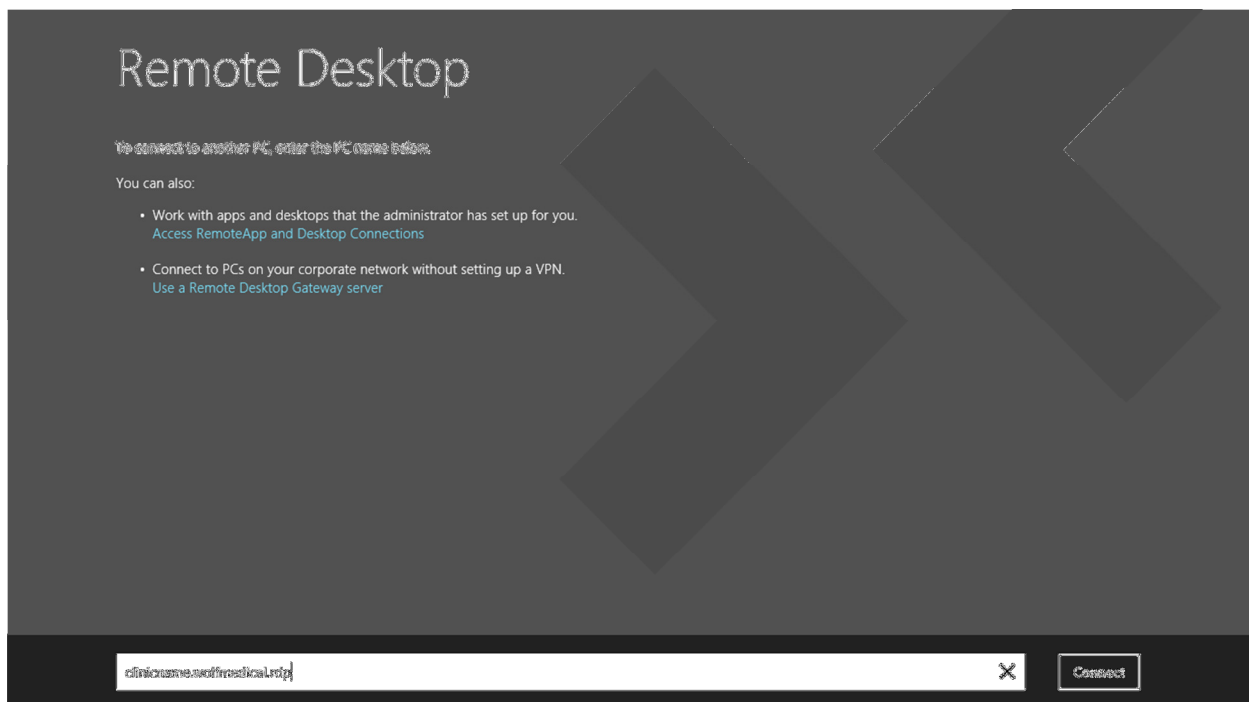 Remote Desktop
To connect to another PC, enter the PC name below.
You can also:
• Work with apps and desktops that the administrator has set up for you.
Access RemoteApp and Desktop Connections
• Connect to PCs on your corporate network without setting up a VPN.
Use a Remote Desktop Gateway server
Connect